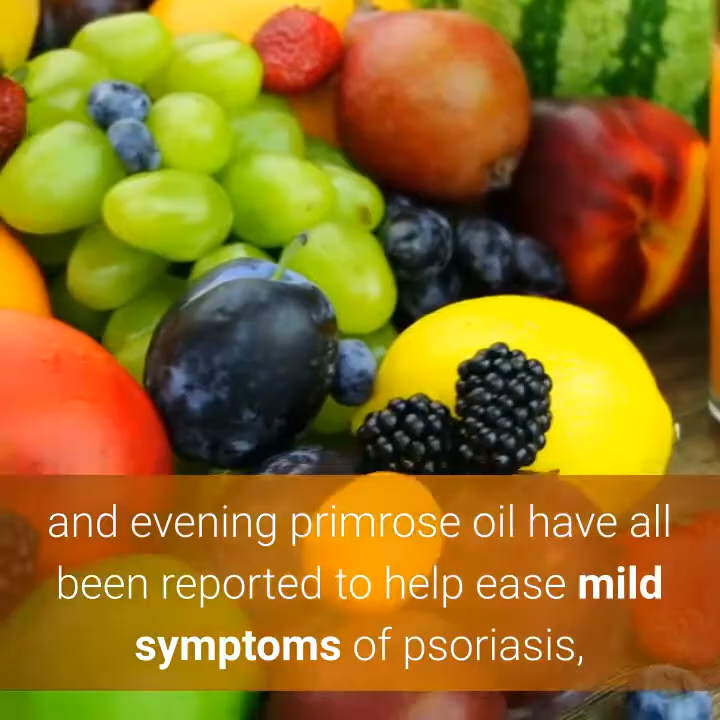 and evening primrose oil have all
been reported to help ease mild
symptoms of psoriasis,